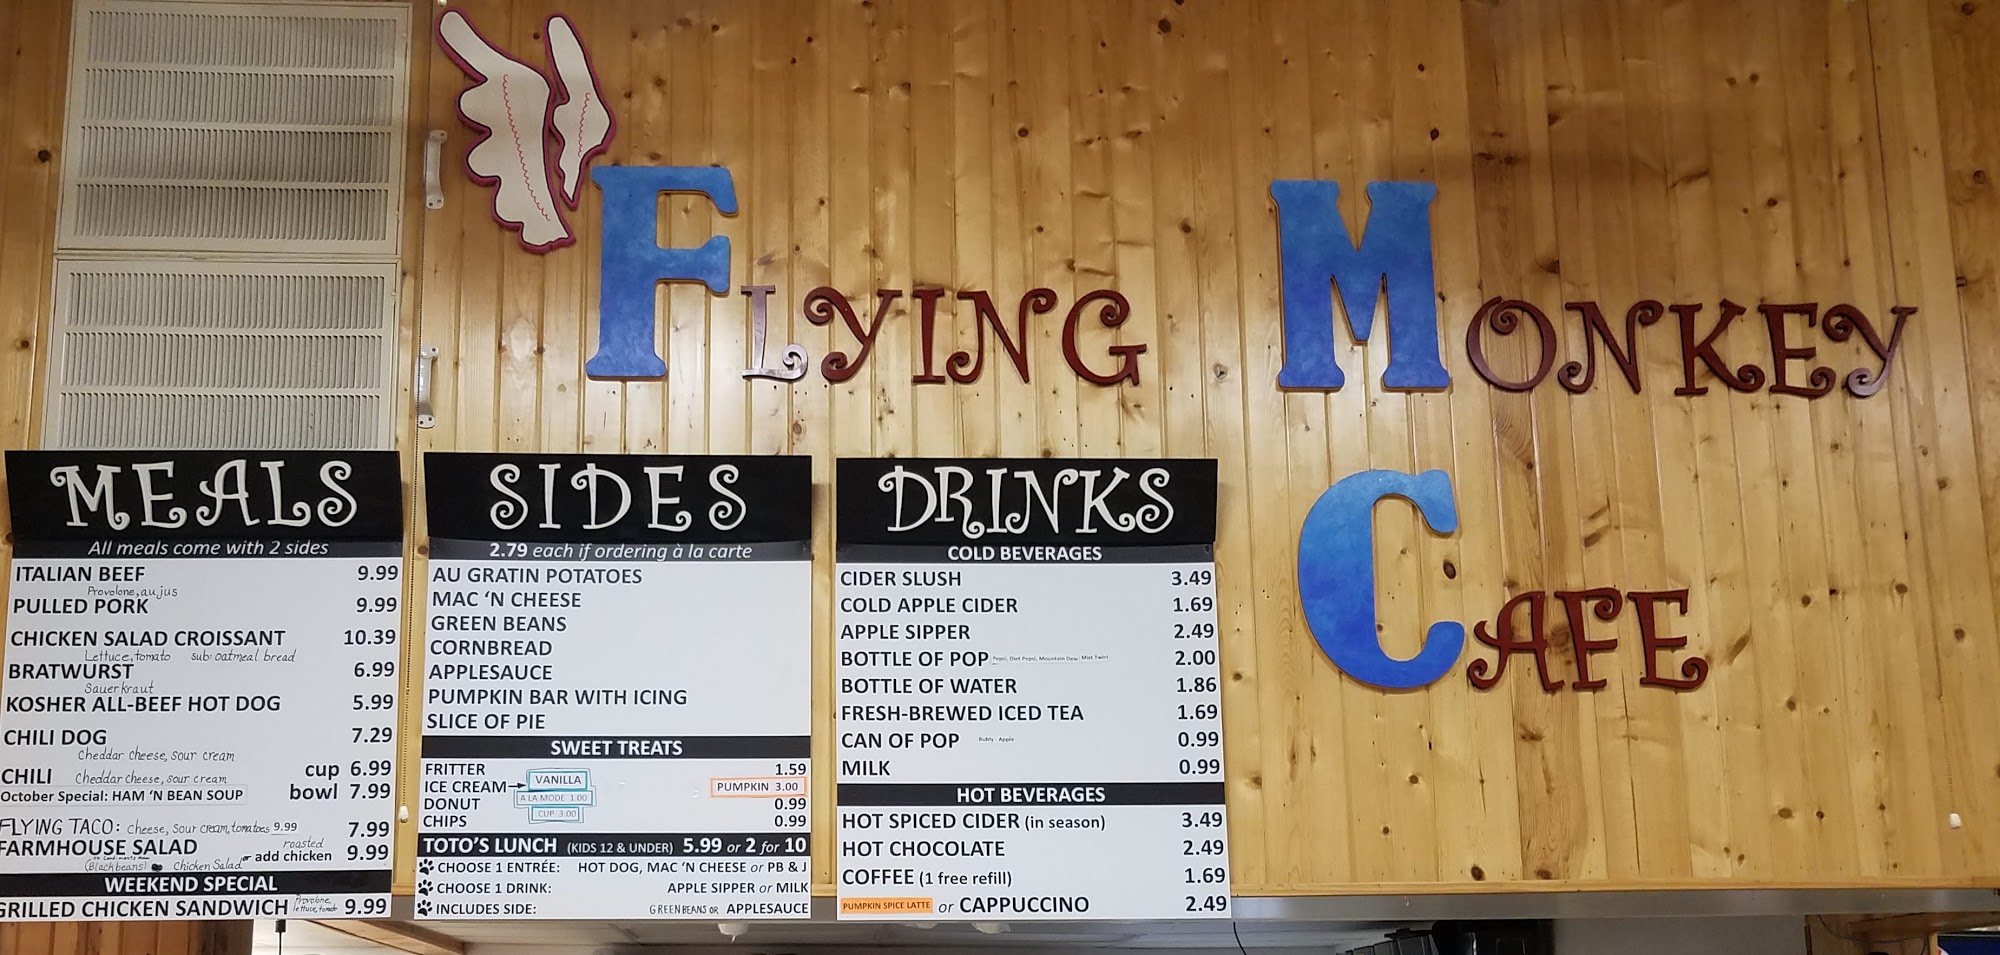 FLYING MONKEY
CAFE
MEALS
All meals come with 2 sides
ITALIAN BEEF 9.99
Provolone, au jus
PULLED PORK 9.99
CHICKEN SALAD CROISSANT 10.39
Lettuce, tomato sub: oatmeal bread
BRATWURST 6.99
Sauerkraut
KOSHER ALL-BEEF HOT DOG 5.99
CHILI DOG 7.29
Cheddar cheese, sour cream
CHILI Cheddar cheese, sour cream cup 6.99
October Special: HAM 'N BEAN SOUP bowl 7.99
FLYING TACO: cheese, sour cream, tomatoes 9.99 7.99
FARMHOUSE SALAD roasted
or add chicken 9.99
(Black beans) Chicken Salad
WEEKEND SPECIAL
GRILLED CHICKEN SANDWICH Provolone, lettuce, tomato 9.99
SIDES
2.79 each if ordering à la carte
AU GRATIN POTATOES
MAC 'N CHEESE
GREEN BEANS
CORNBREAD
APPLESAUCE
PUMPKIN BAR WITH ICING
SLICE OF PIE
SWEET TREATS
FRITTER 1.59
ICE CREAM VANILLA PUMPKIN 3.00
A LA MODE 1.00
DONUT 0.99
CUP 3.00
CHIPS 0.99
TOTO'S LUNCH (KIDS 12 & UNDER) 5.99 or 2 for 10
CHOOSE 1 ENTRÉE: HOT DOG, MAC 'N CHEESE or PB & J
CHOOSE 1 DRINK: APPLE SIPPER or MILK
INCLUDES SIDE: GREEN BEANS OR APPLESAUCE
DRINKS
COLD BEVERAGES
CIDER SLUSH 3.49
COLD APPLE CIDER 1.69
APPLE SIPPER 2.49
BOTTLE OF POP Pepsi, Diet Pepsi, Mountain Dew, Mist Twist 2.00
BOTTLE OF WATER 1.86
FRESH-BREWED ICED TEA 1.69
CAN OF POP Bubly Apple 0.99
MILK 0.99
HOT BEVERAGES
HOT SPICED CIDER (in season) 3.49
HOT CHOCOLATE 2.49
COFFEE (1 free refill) 1.69
PUMPKIN SPICE LATTE or CAPPUCCINO 2.49